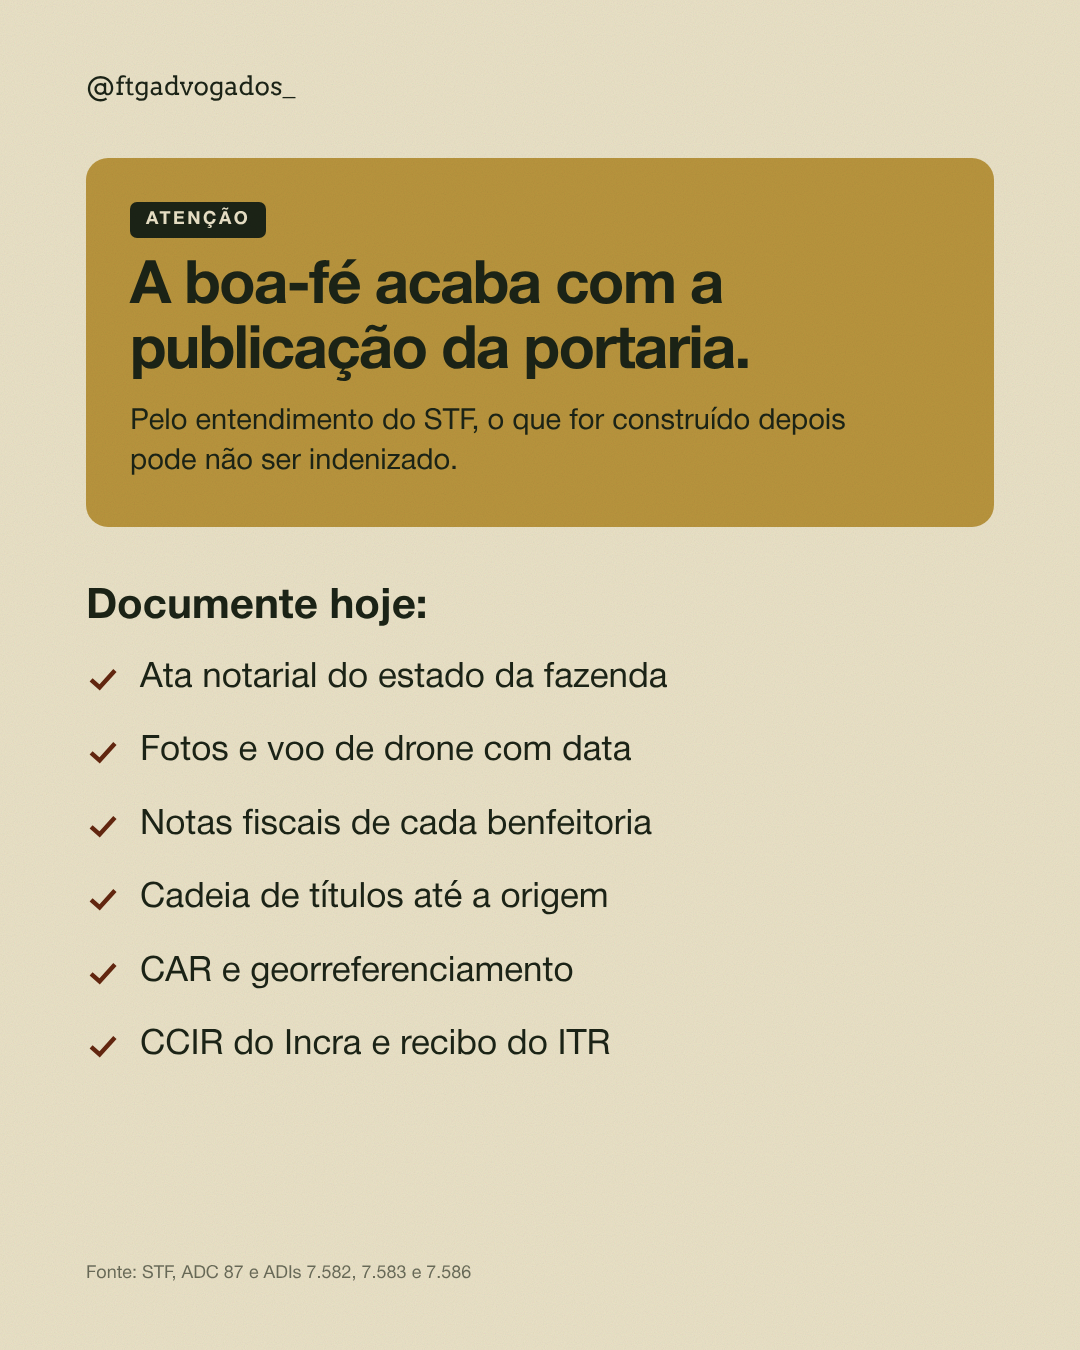 @ftgadvogados_
ATENÇÃO
A boa-fé acaba com a
publicação da portaria.
Pelo entendimento do STF, o que for construído depois
pode não ser indenizado.
Documente hoje:
Ata notarial do estado da fazenda
Fotos e voo de drone com data
Notas fiscais de cada benfeitoria
Cadeia de títulos até a origem
CAR e georreferenciamento
CCIR do Incra e recibo do ITR
Fonte: STF, ADC 87 e ADIs 7.582, 7.583 e 7.586